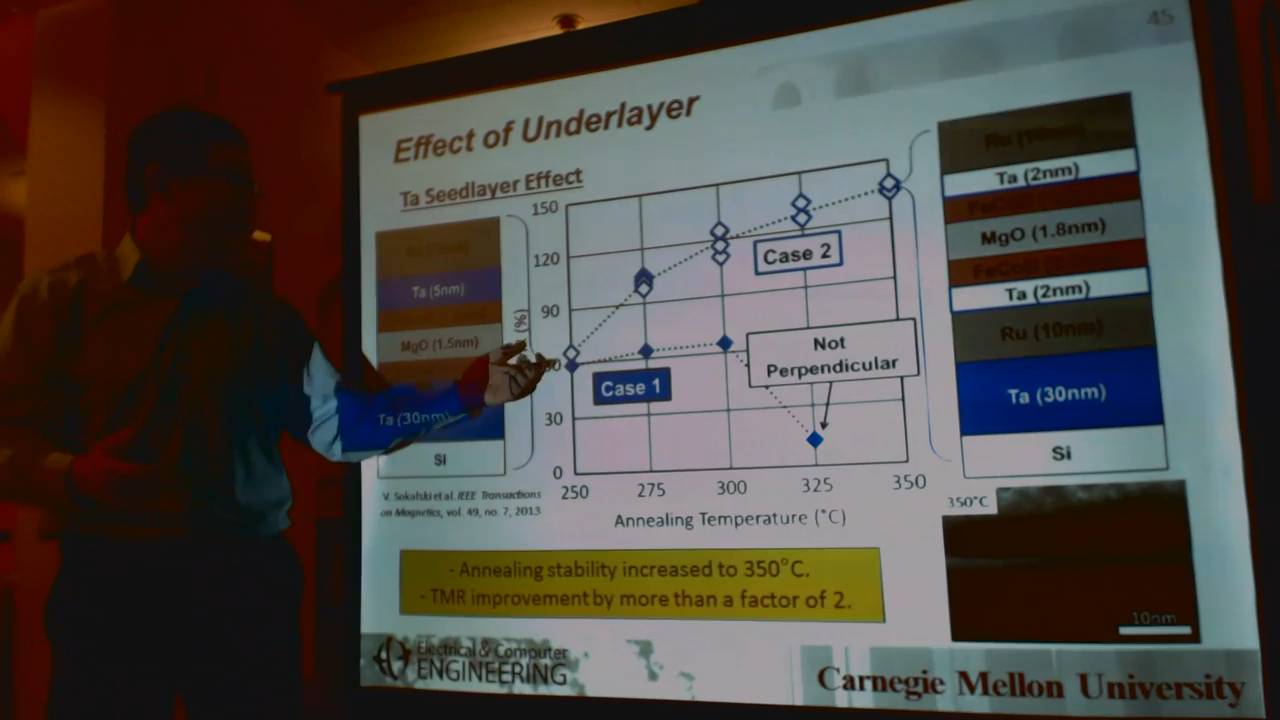 45
Effect of Underlayer
Ta Seedlayer Effect
Ta (5nm)
MgO (1.5nm)
Ta (30nm)
Si
V. Sokalski et al. IEEE Transactions
on Magnetics, vol. 49, no. 7, 2013
(%)
150
120
90
60
30
0
250
275
300
325
350
Annealing Temperature (°C)
Case 1
Case 2
Not
Perpendicular
Ru (10nm)
Ta (2nm)
FeCoB
MgO (1.8nm)
FeCoB
Ta (2nm)
Ru (10nm)
Ta (30nm)
Si
350°C
10nm
- Annealing stability increased to 350°C.
- TMR improvement by more than a factor of 2.
Electrical & Computer
ENGINEERING
Carnegie Mellon University